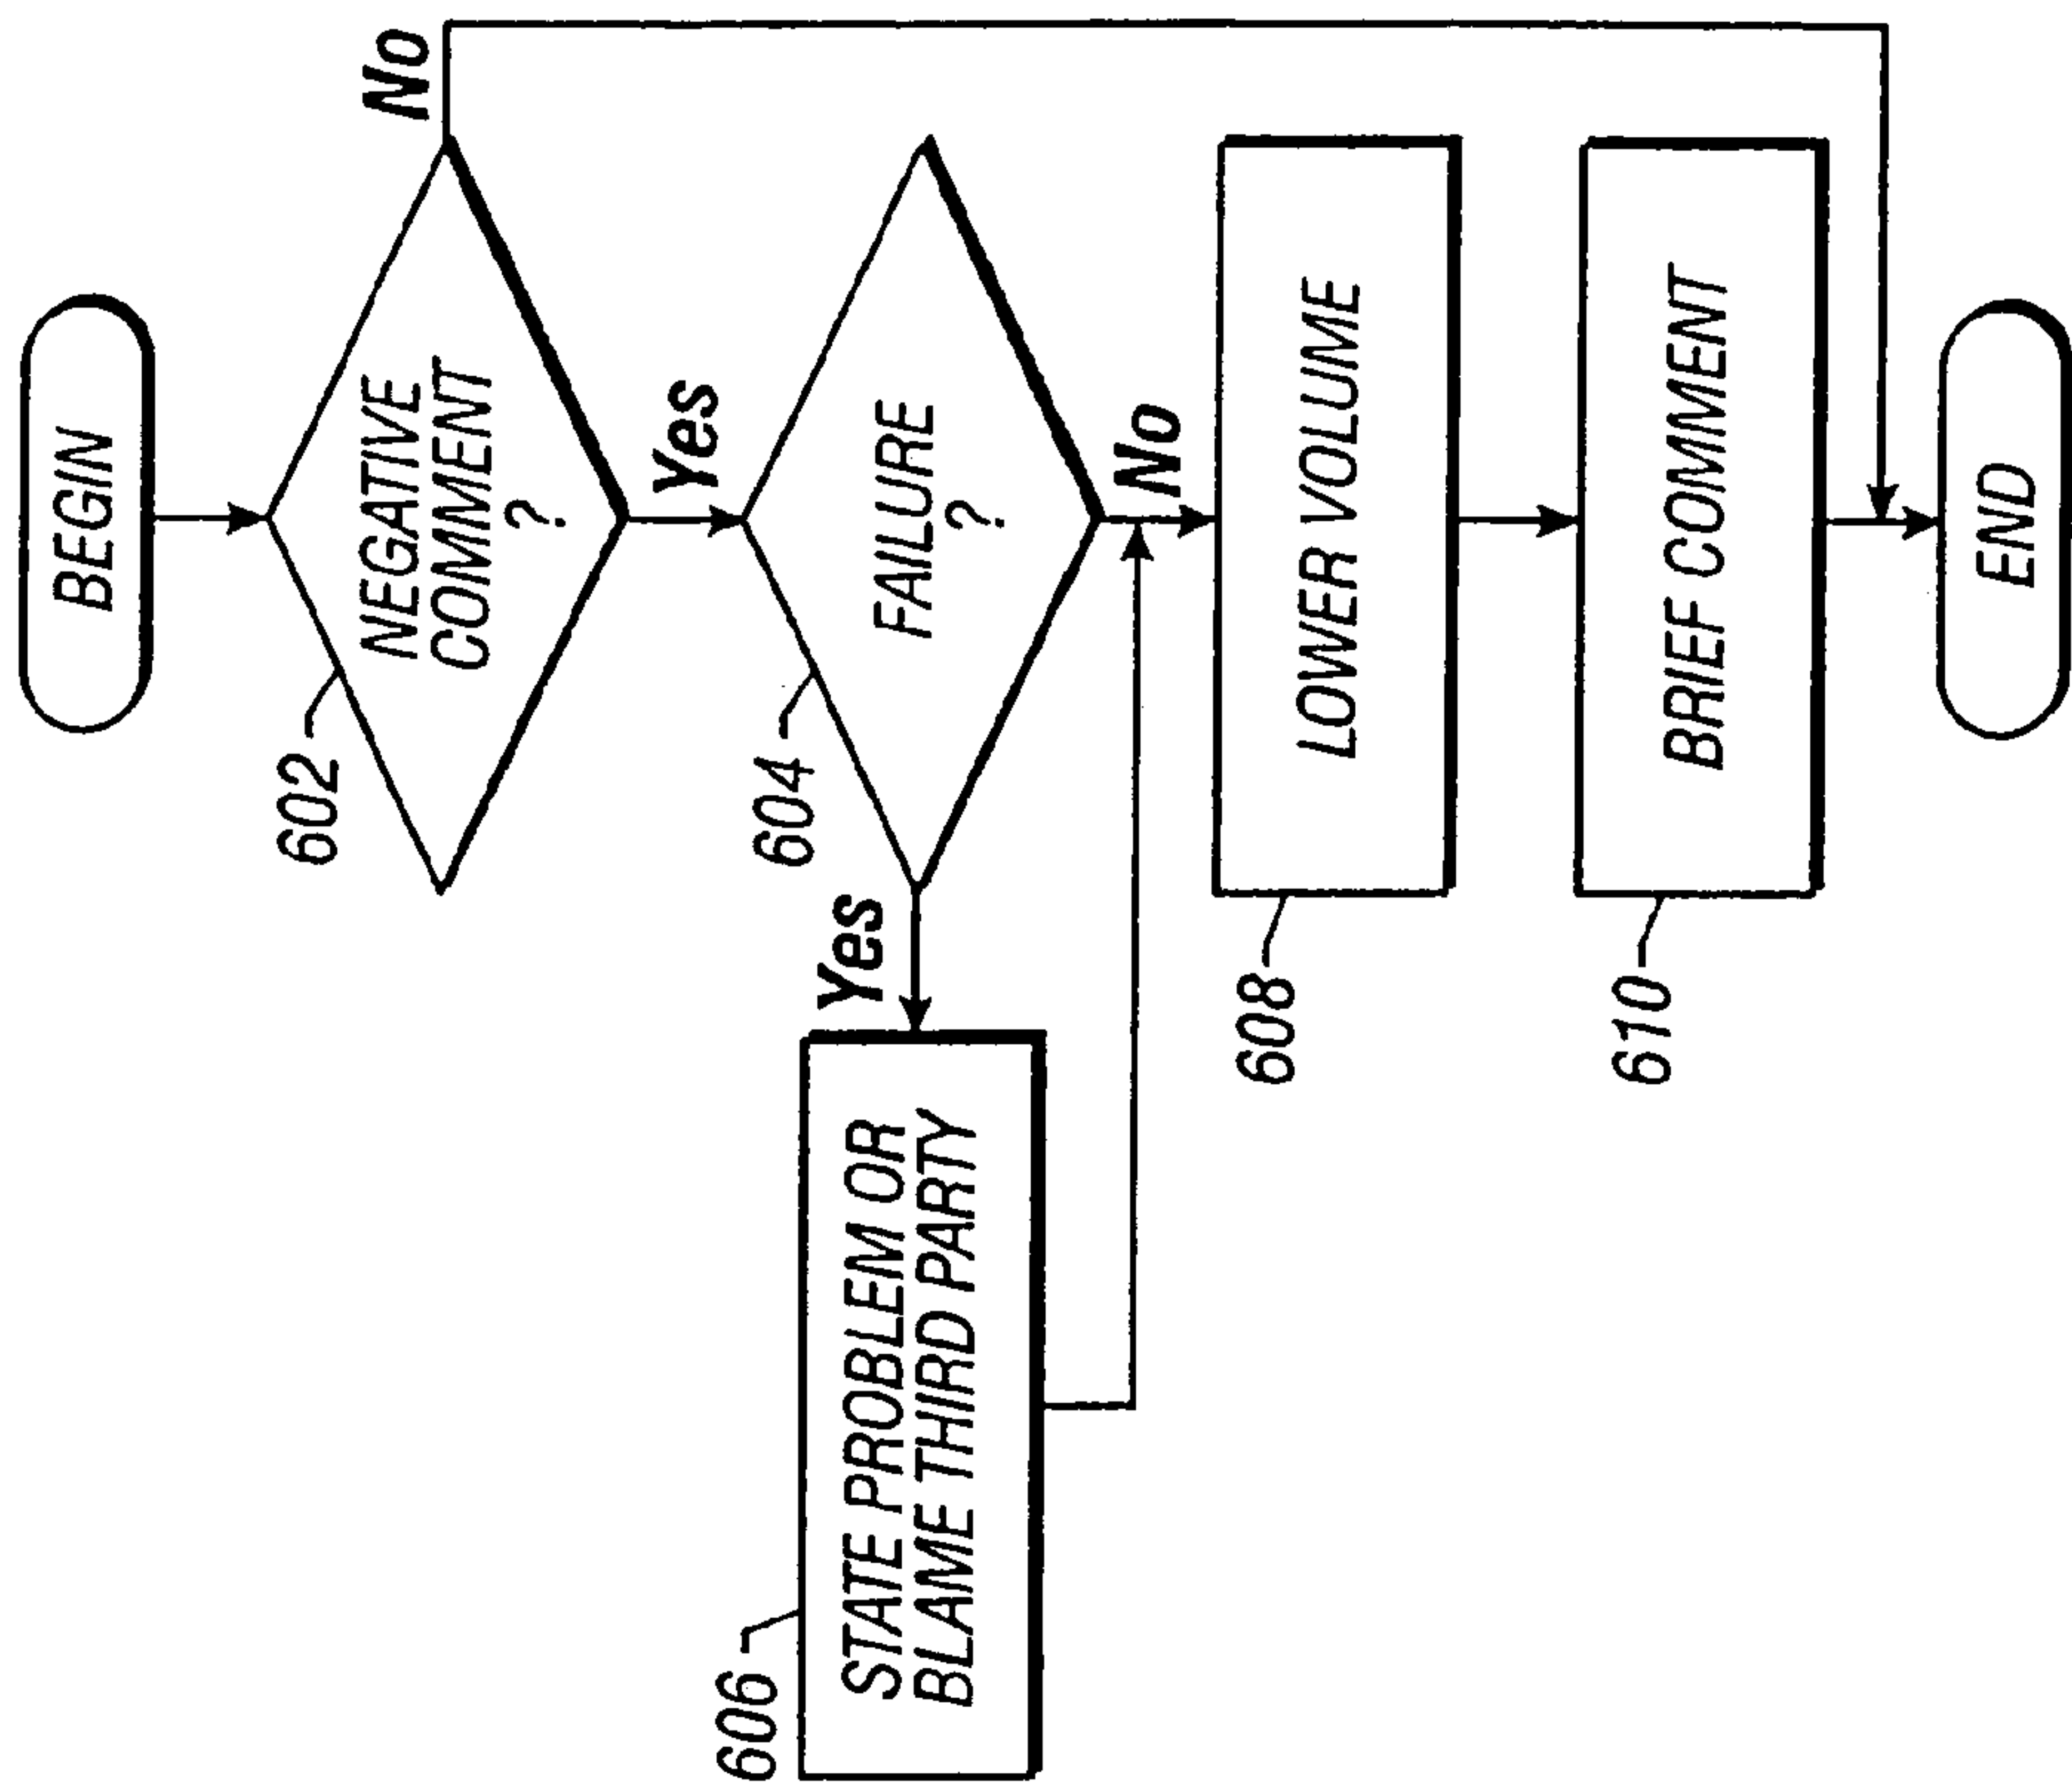 BEGIN
602
NEGATIVE
COMMENT
?
No
Yes
604
FAILURE
?
Yes
606
STATE PROBLEM OR
BLAME THIRD PARTY
No
608
LOWER VOLUME
610
BRIEF COMMENT
END